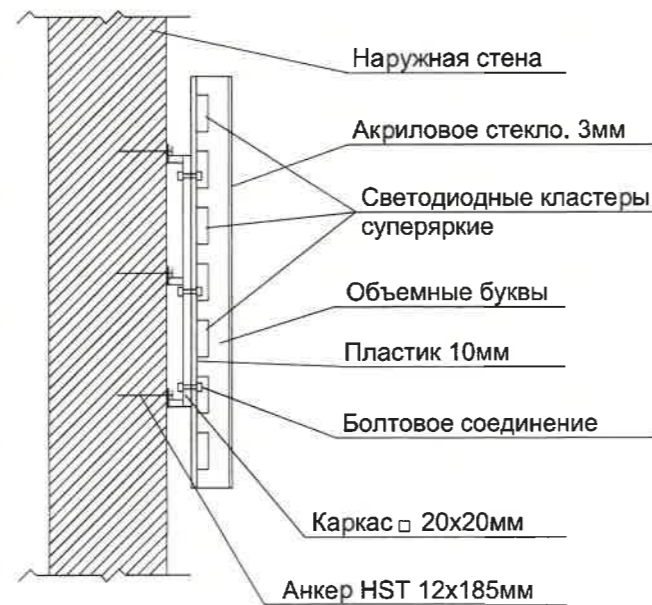 Наружная стена
Акриловое стекло. 3мм
Светодиодные кластеры
суперяркие
Объемные буквы
Пластик 10мм
Болтовое соединение
Каркас □ 20х20мм
Анкер HST 12х185мм